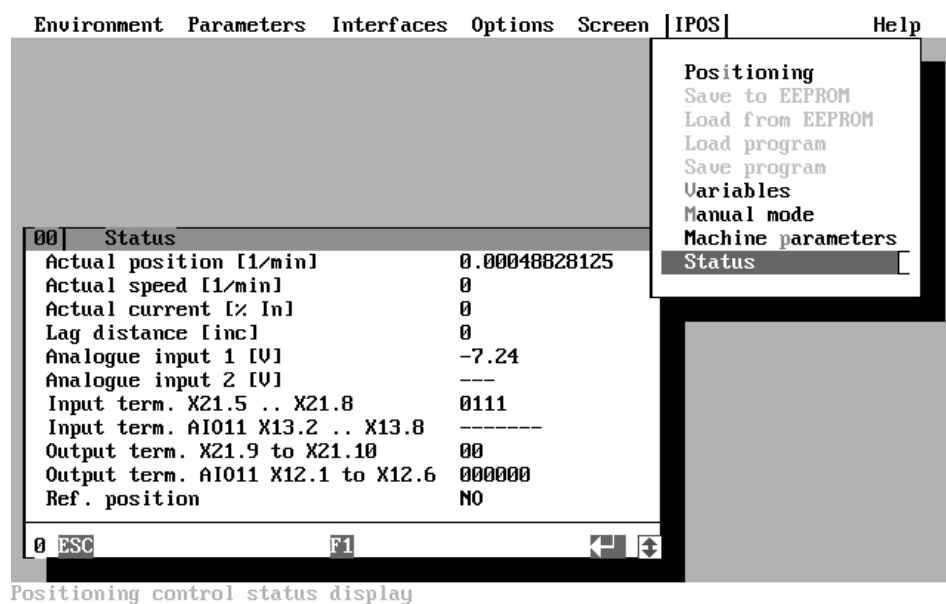 Environment Parameters Interfaces Options Screen IPOS Help
Positioning
Save to EEPROM
Load from EEPROM
Load program
Save program
Variables
Manual mode
Machine parameters
Status
00 Status
Actual position [1/min] 0.00048828125
Actual speed [1/min] 0
Actual current [% In] 0
Lag distance [inc] 0
Analogue input 1 [V] -7.24
Analogue input 2 [V] ---
Input term. X21.5 .. X21.8 0111
Input term. AIO11 X13.2 .. X13.8 -------
Output term. X21.9 to X21.10 00
Output term. AIO11 X12.1 to X12.6 000000
Ref. position NO
0 ESC F1
Positioning control status display